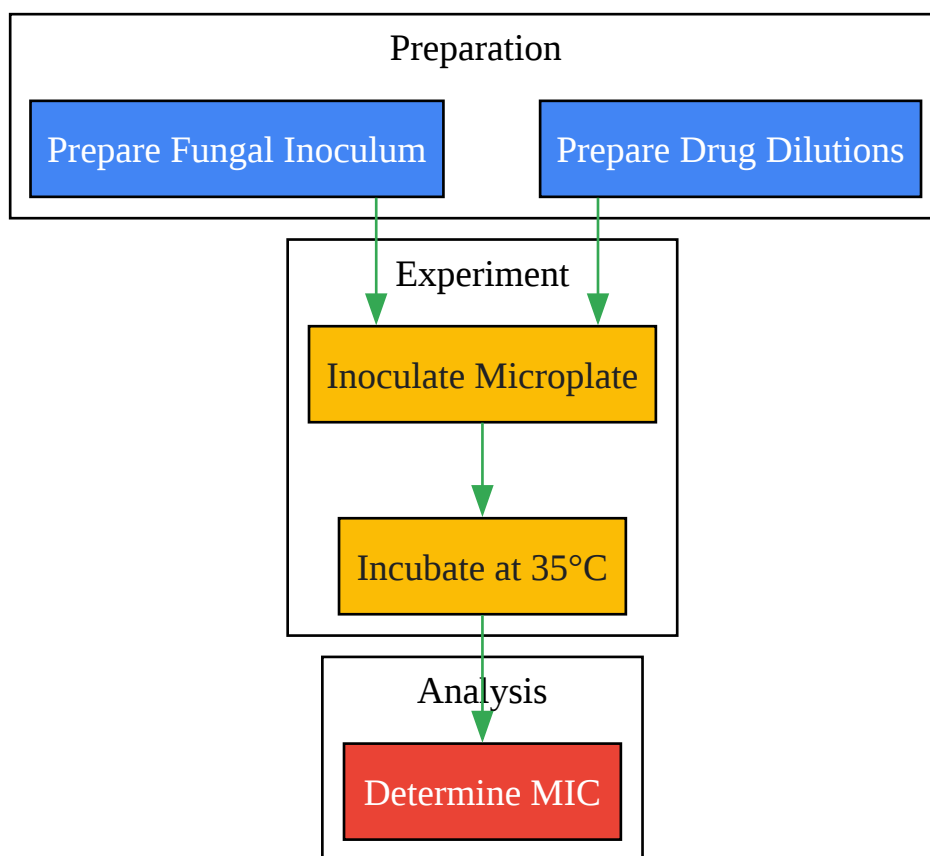 Preparation
Prepare Fungal Inoculum
Prepare Drug Dilutions
Experiment
Inoculate Microplate
Incubate at 35°C
Analysis
Determine MIC